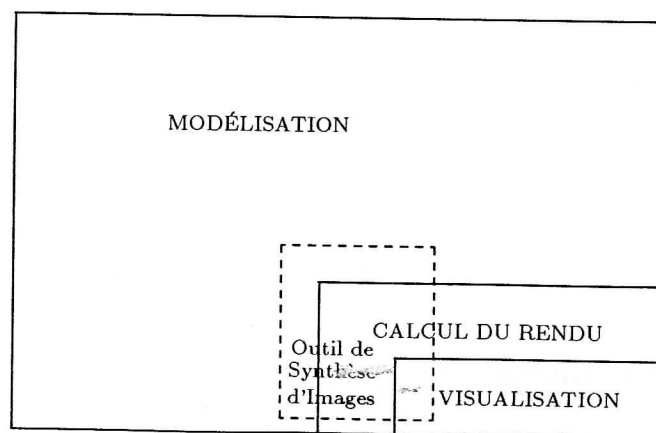 MODÉLISATION
CALCUL DU RENDU
Outil de
Synthèse
d'Images
VISUALISATION